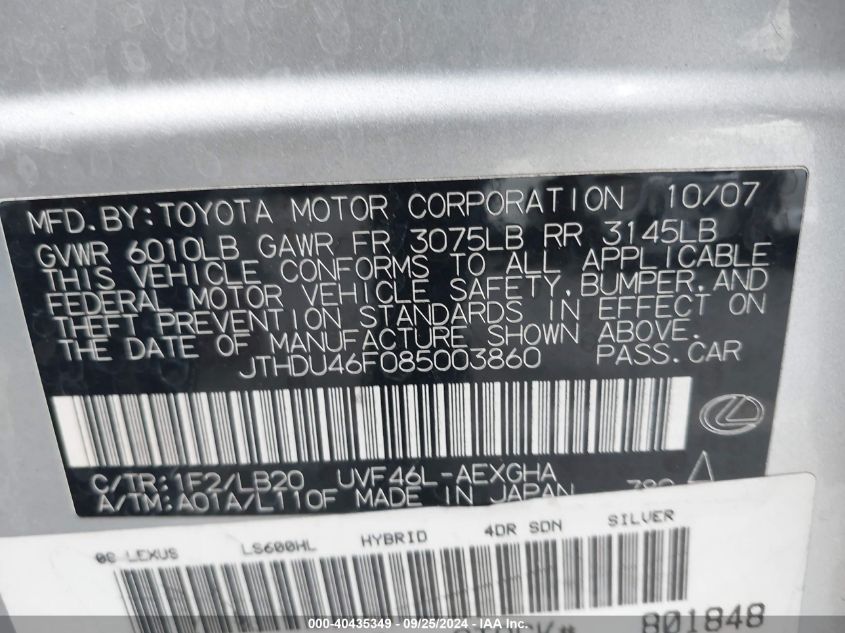 MFD.BY:TOYOTA MOTOR CORPORATION 10/07
GVWR 6010LB GAWR FR 3075LB RR 3145LB
THIS VEHICLE CONFORMS TO ALL APPLICABLE
FEDERAL MOTOR VEHICLE SAFETY,BUMPER,AND
THEFT PREVENTION STANDARDS IN EFFECT ON
THE DATE OF MANUFACTURE SHOWN ABOVE.
JTHDU46F085003860 PASS.CAR
C/TR:1F2/LB20 UVF46L-AEXGHA
A/TM:A01A/L110F MADE IN JAPAN
LEXUS LS600HL HYBRID 4DR SDN SILVER
801848
000-40435349 - 09/25/2024 - www.iaai.com